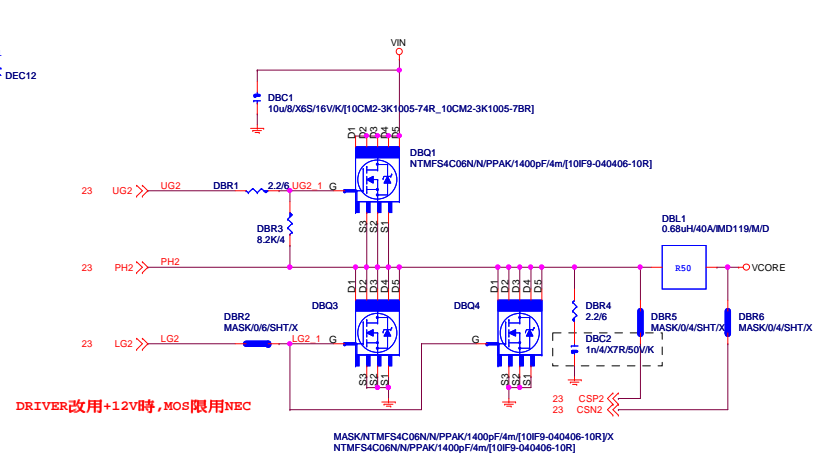 VIN
DEC12
DBC1
10u/8/X6S/16V/K/[10CM2-3K1005-74R_10CM2-3K1005-7BR]
D1
D2
D3
D4
D5
DBQ1
NTMFS4C06N/N/PPAK/1400pF/4m/[10IF9-040406-10R]
23
UG2
UG2
DBR1
2.2/6
UG2_1
G
DBR3
8.2K/4
S3
S2
S1
DBL1
0.68uH/40A/IMD119/M/D
R50
VCORE
23
PH2
PH2
D1
D2
D3
D4
D5
D1
D2
D3
D4
D5
DBR2
MASK/0/6/SHT/X
DBQ3
DBQ4
DBR4
2.2/6
DBR5
MASK/0/4/SHT/X
DBR6
MASK/0/4/SHT/X
23
LG2
LG2
LG2_1
G
G
DBC2
1n/4/X7R/50V/K
S3
S2
S1
S3
S2
S1
23
CSP2
23
CSN2
DRIVER改用+12V時,MOS限用NEC
MASK/NTMFS4C06N/N/PPAK/1400pF/4m/[10IF9-040406-10R]/X
NTMFS4C06N/N/PPAK/1400pF/4m/[10IF9-040406-10R]